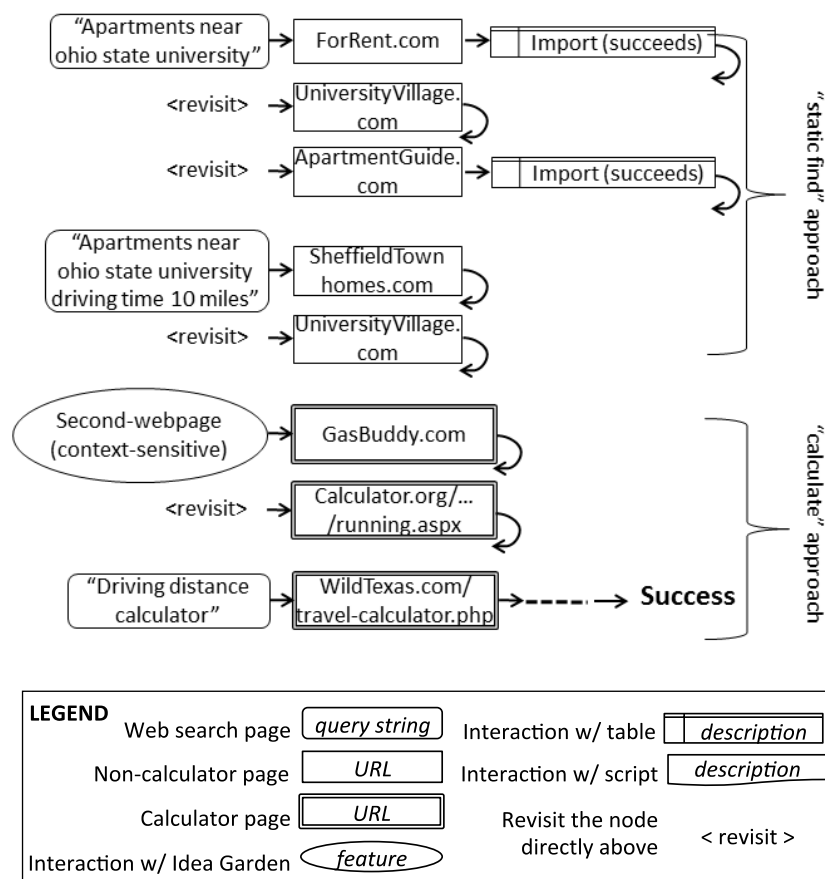 “Apartments near
ohio state university”
ForRent.com
Import (succeeds)
<revisit>
UniversityVillage.
com
<revisit>
ApartmentGuide.
com
Import (succeeds)
“Apartments near
ohio state university
driving time 10 miles”
SheffieldTown
homes.com
<revisit>
UniversityVillage.
com
“static find” approach
Second-webpage
(context-sensitive)
GasBuddy.com
<revisit>
Calculator.org/...
/running.aspx
“Driving distance
calculator”
WildTexas.com/
travel-calculator.php
Success
“calculate” approach
LEGEND
Web search page
query string
Interaction w/ table
description
Non-calculator page
URL
Interaction w/ script
description
Calculator page
URL
Revisit the node
directly above
< revisit >
Interaction w/ Idea Garden
feature